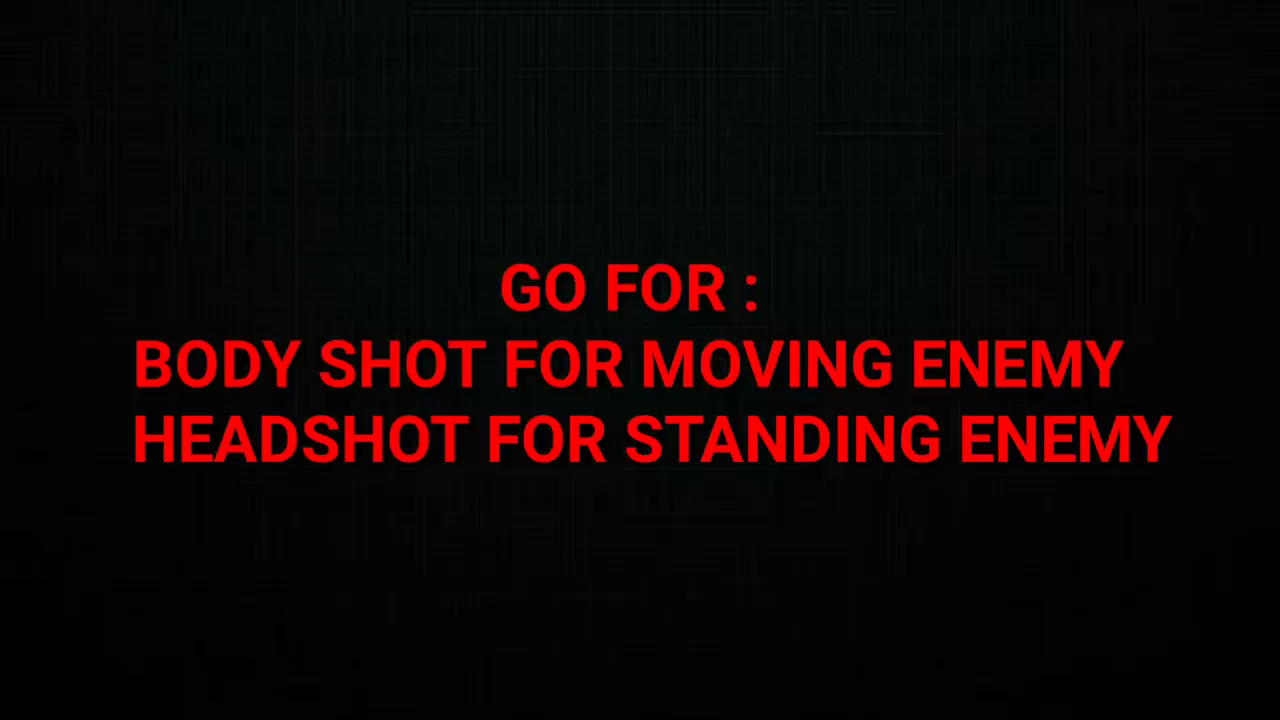 GO FOR :
BODY SHOT FOR MOVING ENEMY
HEADSHOT FOR STANDING ENEMY